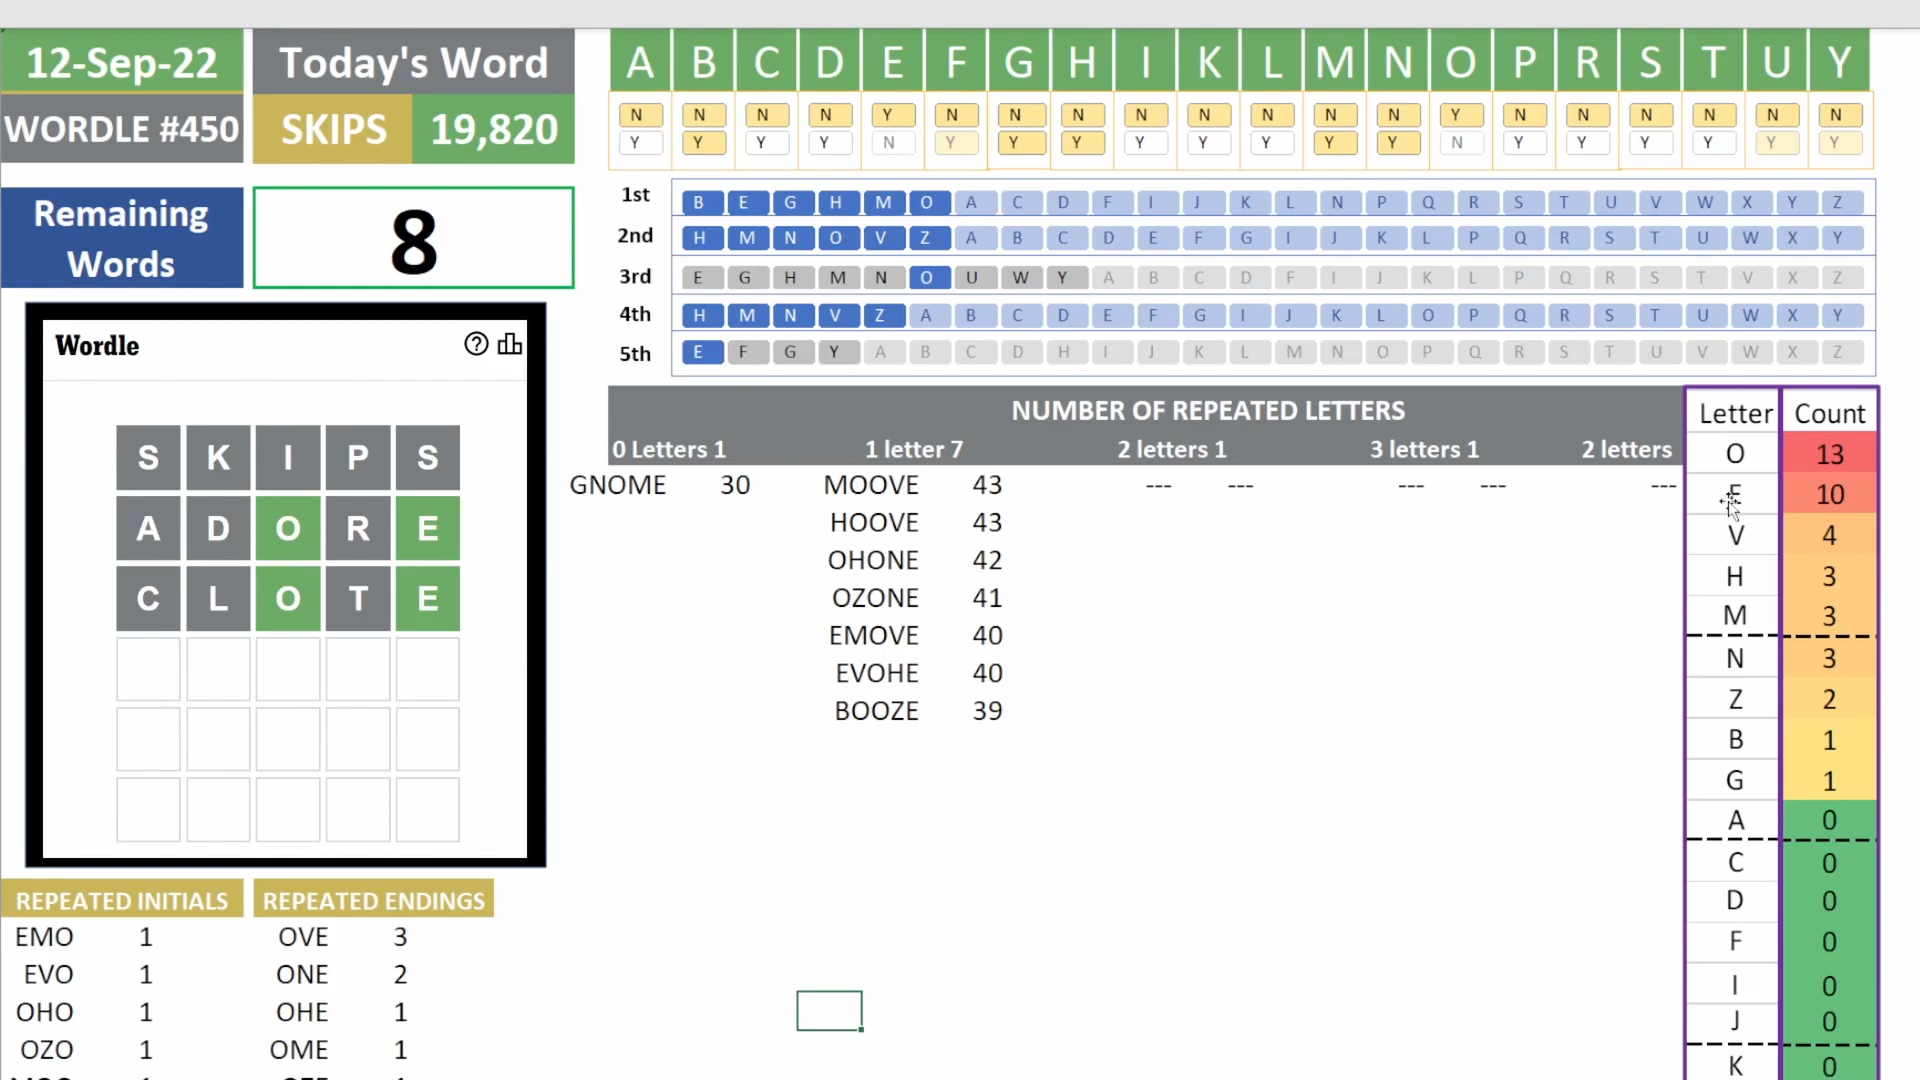 12-Sep-22
Today's Word
WORDLE #450
SKIPS
19,820
Remaining
Words
8
A B C D E F G H I K L M N O P R S T U Y
N N N N Y N N N N N N N N Y N N N N N N
Y Y Y Y N Y Y Y Y Y Y Y Y N Y Y Y Y Y Y
1st B E G H M O A C D F I J K L N P Q R S T U V W X Y Z
2nd H M N O V Z A B C D E F G I J K L P Q R S T U W X Y
3rd E G H M N O U W Y A B C D F I J K L P Q R S T V X Z
4th H M N V Z A B C D E F G I J K L O P Q R S T U W X Y
5th E F G Y A B C D H I J K L M N O P Q R S T U V W X Z
Wordle
S K I P S
A D O R E
C L O T E
NUMBER OF REPEATED LETTERS
0 Letters 1 1 letter 7 2 letters 1 3 letters 1 2 letters
GNOME 30 MOOVE 43 --- --- --- --- ---
HOOVE 43
OHONE 42
OZONE 41
EMOVE 40
EVOHE 40
BOOZE 39
Letter Count
O 13
E 10
V 4
H 3
M 3
N 3
Z 2
B 1
G 1
A 0
C 0
D 0
F 0
I 0
J 0
K 0
REPEATED INITIALS REPEATED ENDINGS
EMO 1 OVE 3
EVO 1 ONE 2
OHO 1 OHE 1
OZO 1 OME 1